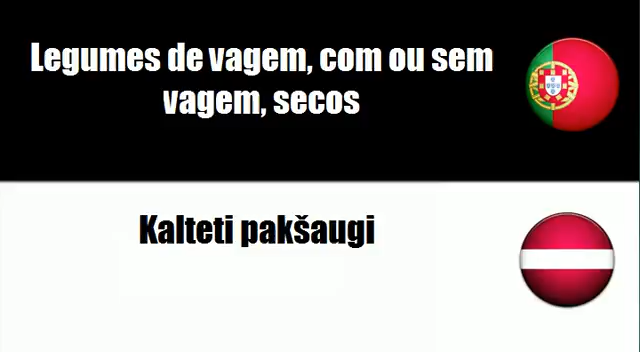 Legumes de vagem, com ou sem
vagem, secos
Kalteti pakšaugi